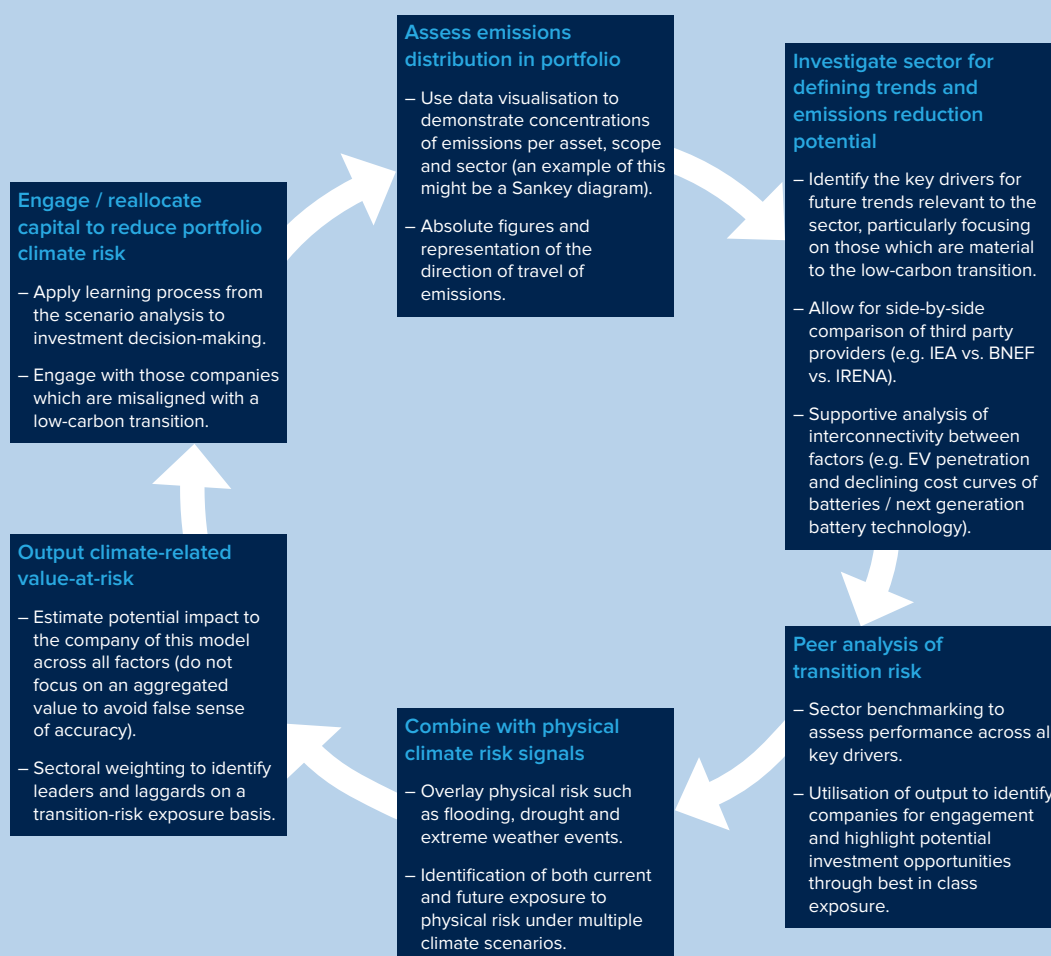 Assess emissions
distribution in portfolio
– Use data visualisation to
demonstrate concentrations
of emissions per asset, scope
and sector (an example of this
might be a Sankey diagram).
– Absolute figures and
representation of the
direction of travel of
emissions.
Investigate sector for
defining trends and
emissions reduction
potential
– Identify the key drivers for
future trends relevant to the
sector, particularly focusing
on those which are material
to the low-carbon transition.
– Allow for side-by-side
comparison of third party
providers (e.g. IEA vs. BNEF
vs. IRENA).
– Supportive analysis of
interconnectivity between
factors (e.g. EV penetration
and declining cost curves of
batteries / next generation
battery technology).
Peer analysis of
transition risk
– Sector benchmarking to
assess performance across al
key drivers.
– Utilisation of output to identify
companies for engagement
and highlight potential
investment opportunities
through best in class
exposure.
Combine with physical
climate risk signals
– Overlay physical risk such
as flooding, drought and
extreme weather events.
– Identification of both current
and future exposure to
physical risk under multiple
climate scenarios.
Output climate-related
value-at-risk
– Estimate potential impact to
the company of this model
across all factors (do not
focus on an aggregated
value to avoid false sense
of accuracy).
– Sectoral weighting to identify
leaders and laggards on a
transition-risk exposure basis.
Engage / reallocate
capital to reduce portfolio
climate risk
– Apply learning process from
the scenario analysis to
investment decision-making.
– Engage with those companies
which are misaligned with a
low-carbon transition.